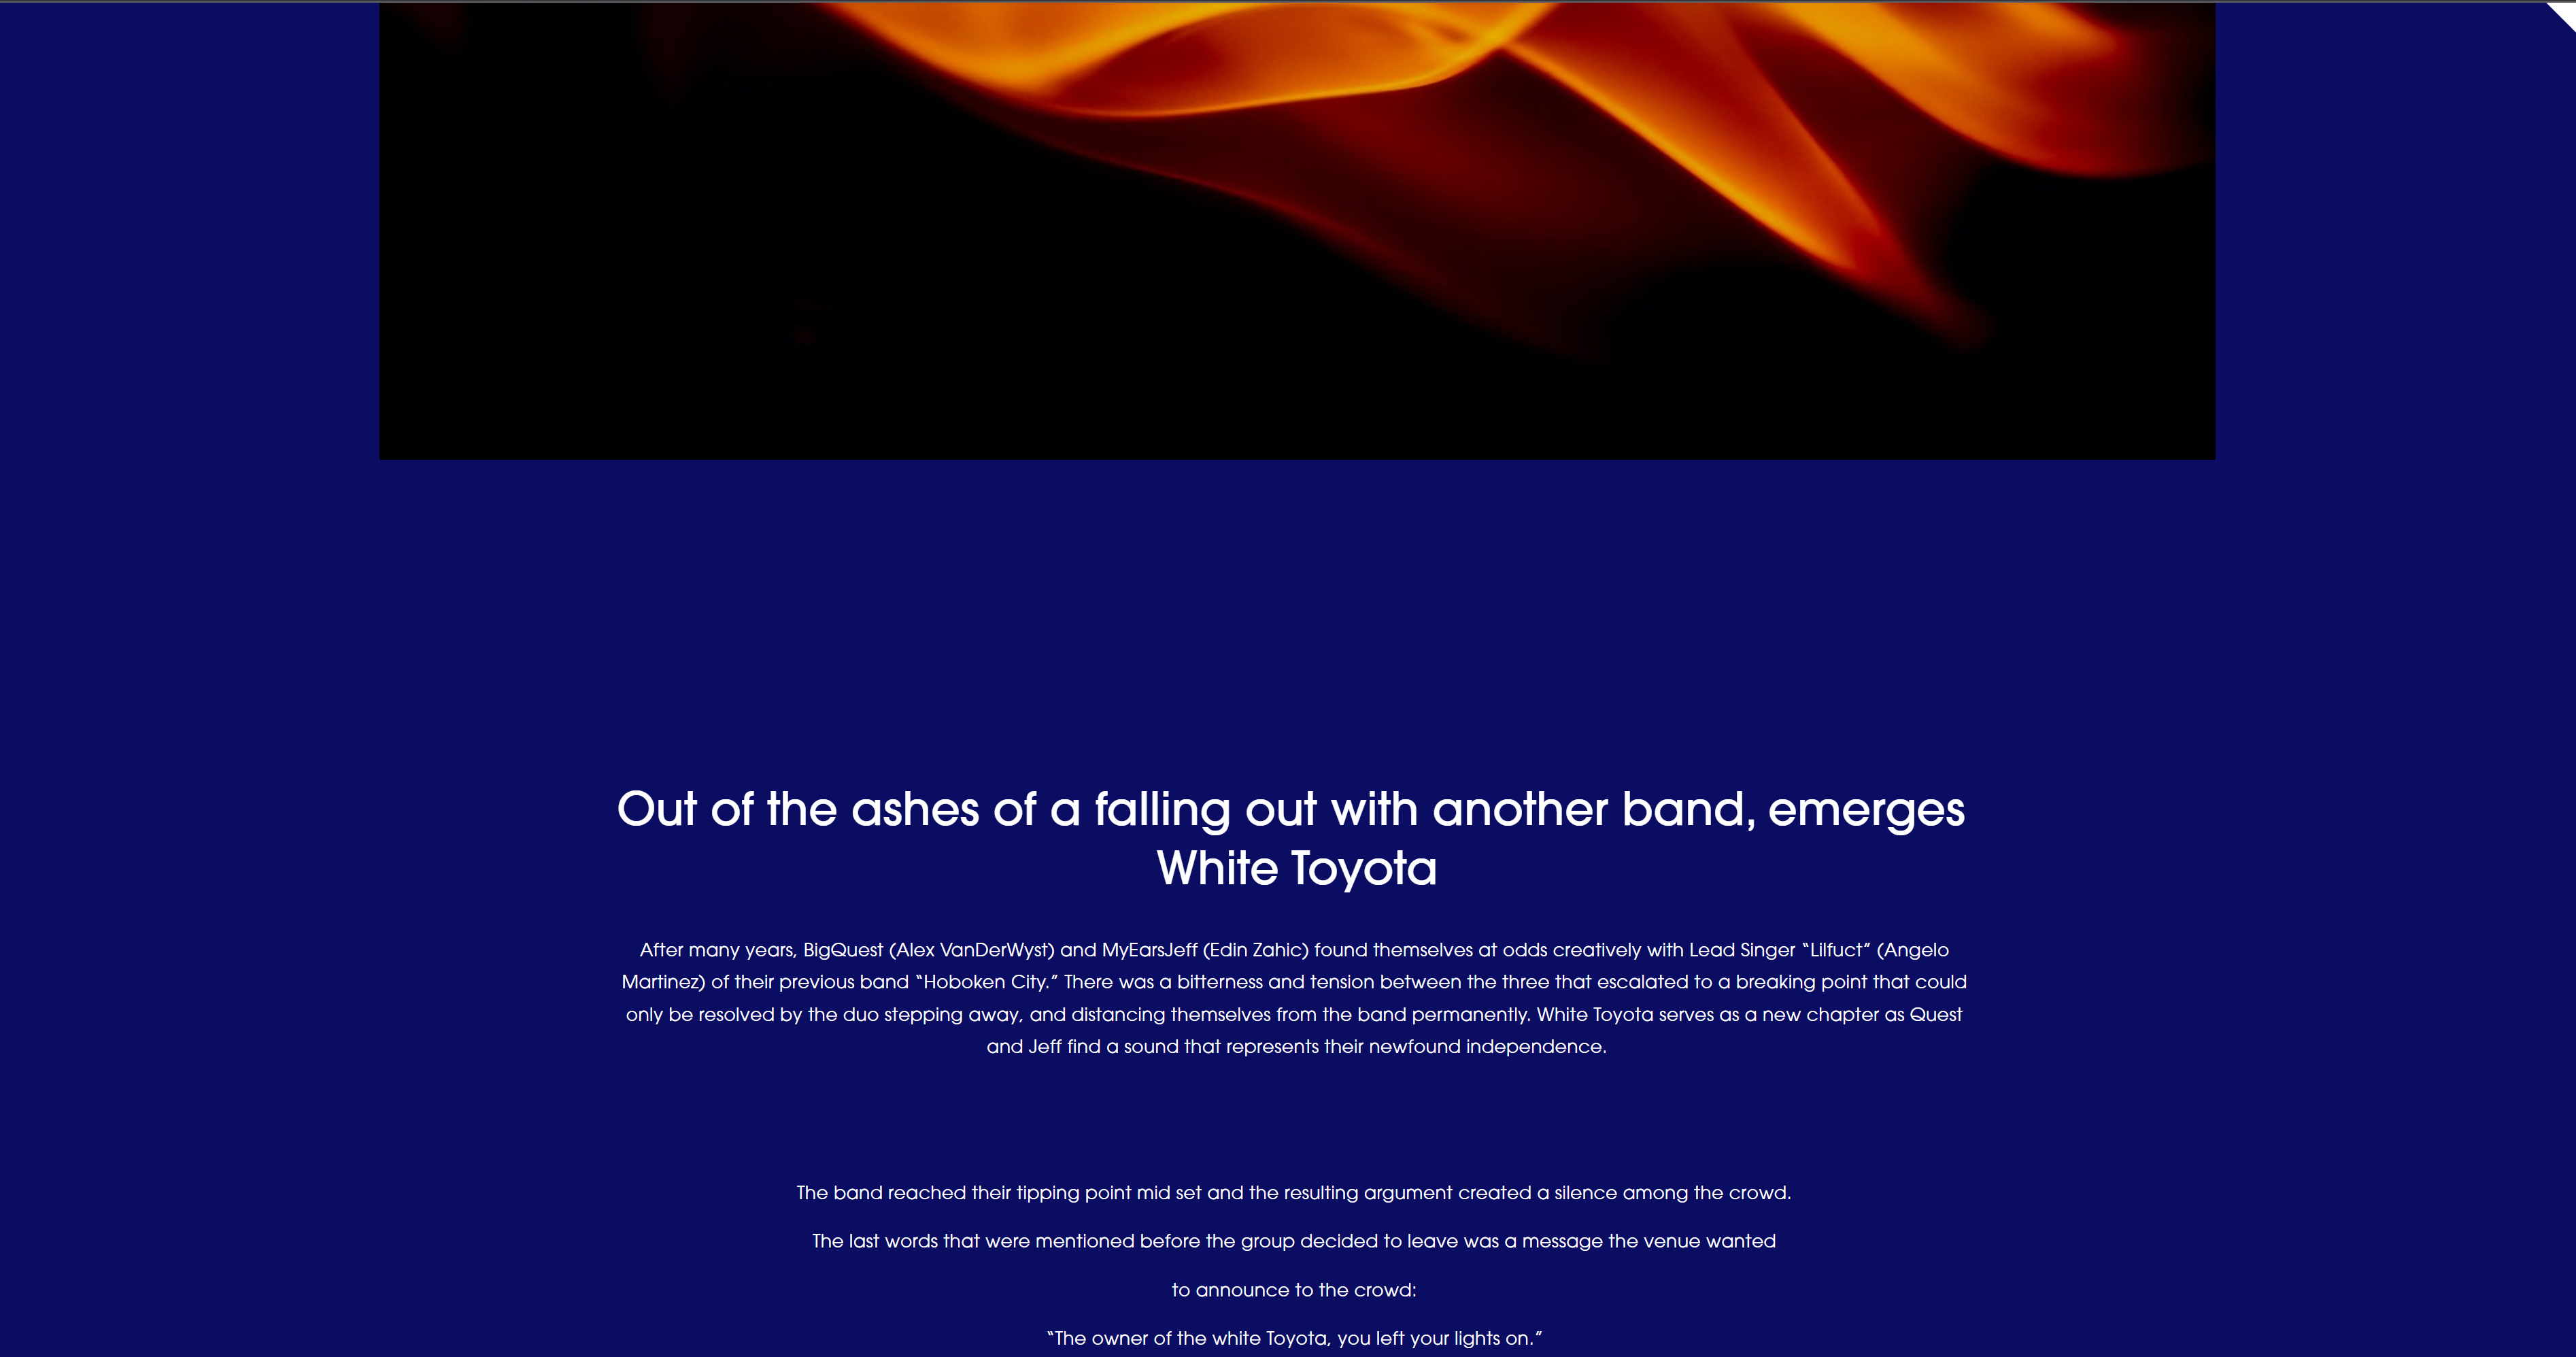 Out of the ashes of a falling out with another band, emerges
White Toyota
After many years, BigQuest (Alex VanDerWyst) and MyEarsJeff (Edin Zahic) found themselves at odds creatively with Lead Singer “Lilfuct” (Angelo
Martinez) of their previous band “Hoboken City.” There was a bitterness and tension between the three that escalated to a breaking point that could
only be resolved by the duo stepping away, and distancing themselves from the band permanently. White Toyota serves as a new chapter as Quest
and Jeff find a sound that represents their newfound independence.
The band reached their tipping point mid set and the resulting argument created a silence among the crowd.
The last words that were mentioned before the group decided to leave was a message the venue wanted
to announce to the crowd:
“The owner of the white Toyota, you left your lights on.”